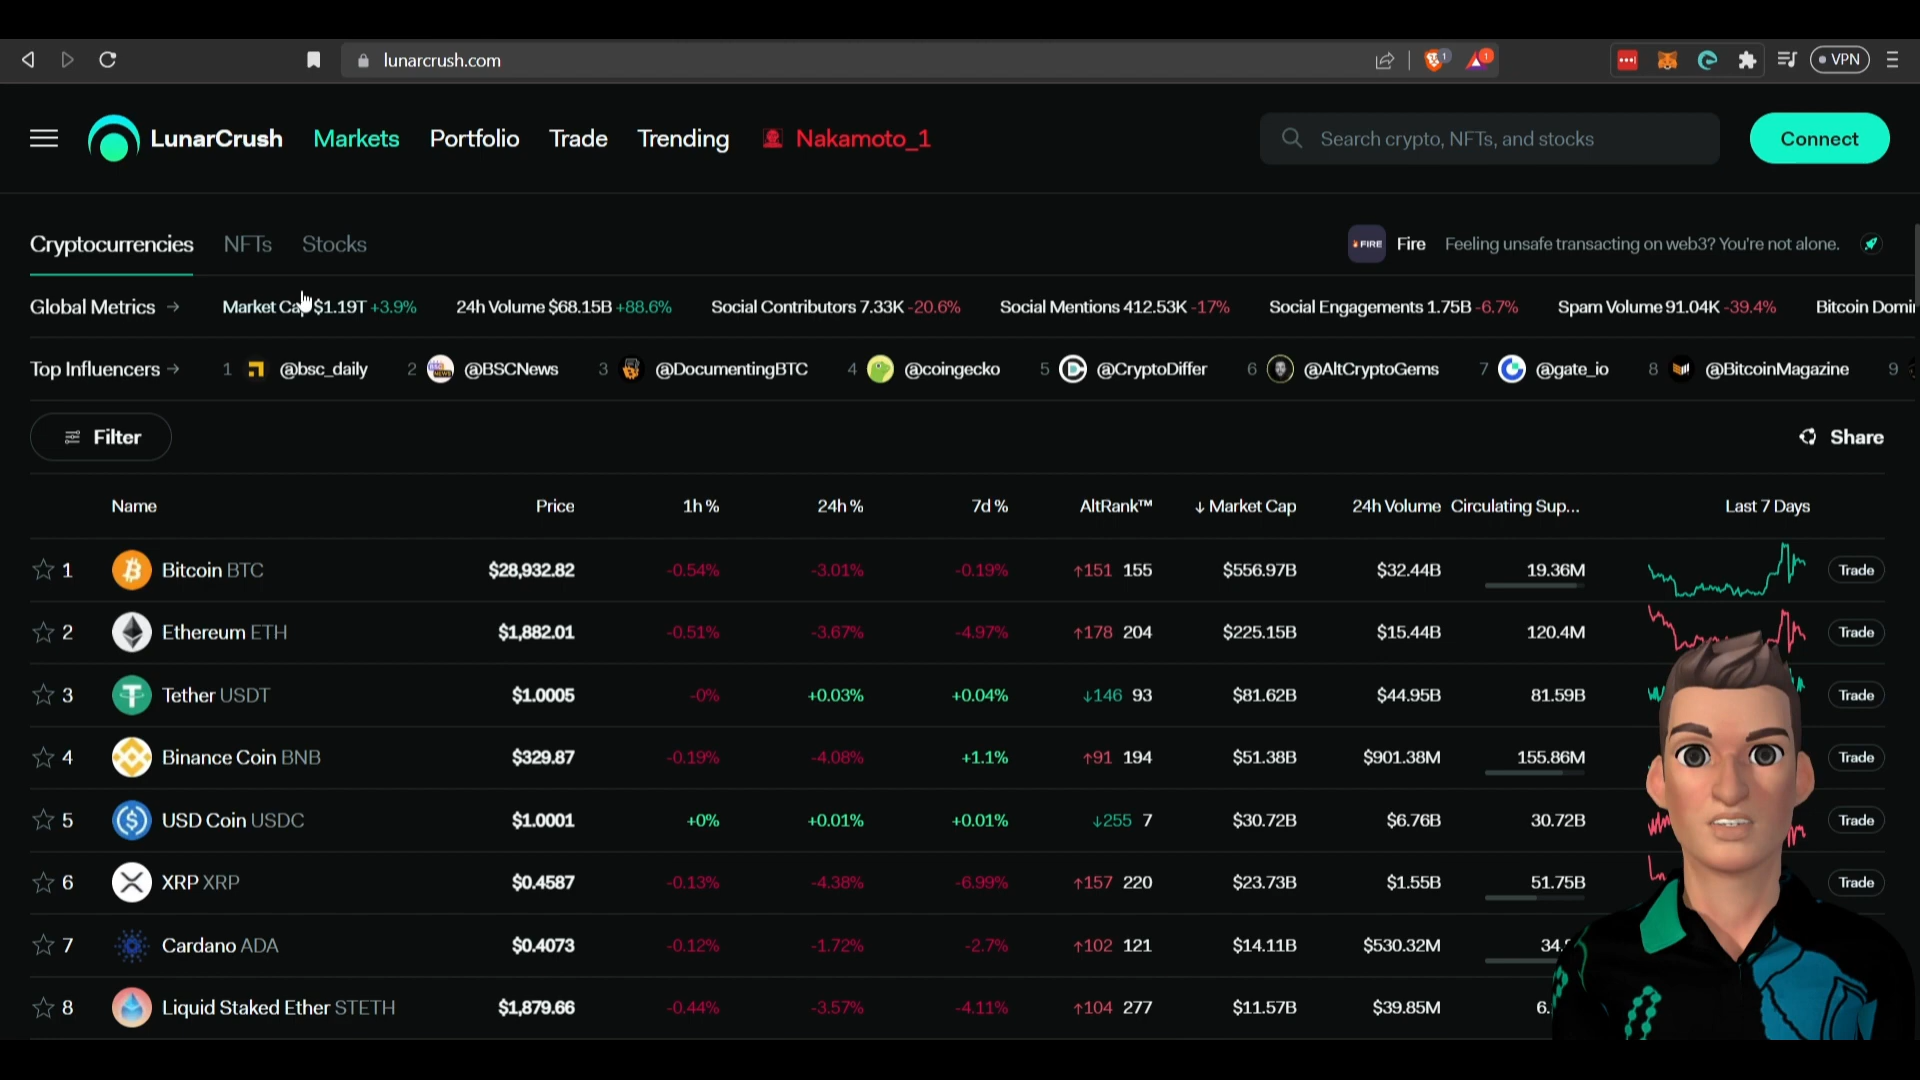 lunarcrush.com
1
1
VPN
LunarCrush Markets Portfolio Trade Trending Nakamoto_1
Search crypto, NFTs, and stocks
Connect
Cryptocurrencies NFTs Stocks
FIRE Fire Feeling unsafe transacting on web3? You're not alone.
Global Metrics → Market Cap $1.19T +3.9% 24h Volume $68.15B +88.6% Social Contributors 7.33K -20.6% Social Mentions 412.53K -17% Social Engagements 1.75B -6.7% Spam Volume 91.04K -39.4% Bitcoin Domi
Top Influencers → 1 @bsc_daily 2 @BSCNews 3 @DocumentingBTC 4 @coingecko 5 @CryptoDiffer 6 @AltCryptoGems 7 @gate_io 8 @BitcoinMagazine 9
Filter
Share
Name Price 1h % 24h % 7d % AltRank™ ↓ Market Cap 24h Volume Circulating Sup... Last 7 Days
1 Bitcoin BTC $28,932.82 -0.54% -3.01% -0.19% ↑151 155 $556.97B $32.44B 19.36M Trade
2 Ethereum ETH $1,882.01 -0.51% -3.67% -4.97% ↑178 204 $225.15B $15.44B 120.4M Trade
3 Tether USDT $1.0005 -0% +0.03% +0.04% ↓146 93 $81.62B $44.95B 81.59B Trade
4 Binance Coin BNB $329.87 -0.19% -4.08% +1.1% ↑91 194 $51.38B $901.38M 155.86M Trade
5 USD Coin USDC $1.0001 +0% +0.01% +0.01% ↓255 7 $30.72B $6.76B 30.72B Trade
6 XRP XRP $0.4587 -0.13% -4.38% -6.99% ↑157 220 $23.73B $1.55B 51.75B Trade
7 Cardano ADA $0.4073 -0.12% -1.72% -2.7% ↑102 121 $14.11B $530.32M 34.
8 Liquid Staked Ether STETH $1,879.66 -0.44% -3.57% -4.11% ↑104 277 $11.57B $39.85M 6.